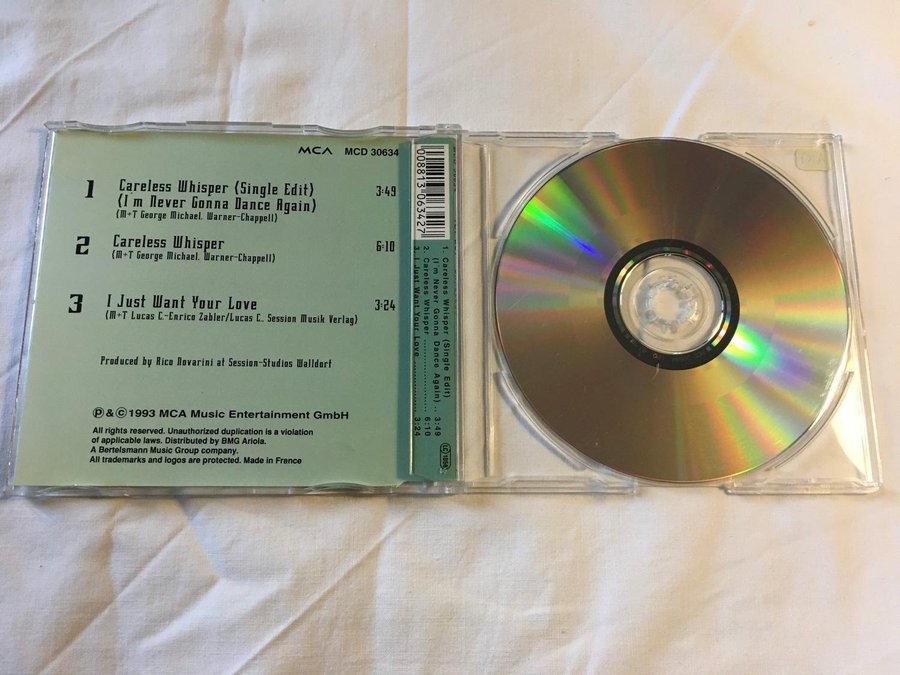 MCA MCD 30634
1 Careless Whisper (Single Edit) 3:49
(I'm Never Gonna Dance Again)
(M+T George Michael. Warner-Chappell)
2 Careless Whisper 6:10
(M+T George Michael. Warner-Chappell)
3 I Just Want Your Love 3:24
(M+T Lucas C.-Enrico Zabler/Lucas C. Session Musik Verlag)
Produced by Rico Novarini at Session-Studios Walldorf
℗ & © 1993 MCA Music Entertainment GmbH
All rights reserved. Unauthorized duplication is a violation
of applicable laws. Distributed by BMG Ariola.
A Bertelsmann Music Group company.
All trademarks and logos are protected. Made in France
008813 063427
1. Careless Whisper (Single Edit)
(I'm Never Gonna Dance Again) .. 3:49
2. Careless Whisper ........................ 6:10
3. I Just Want Your Love ................ 3:24